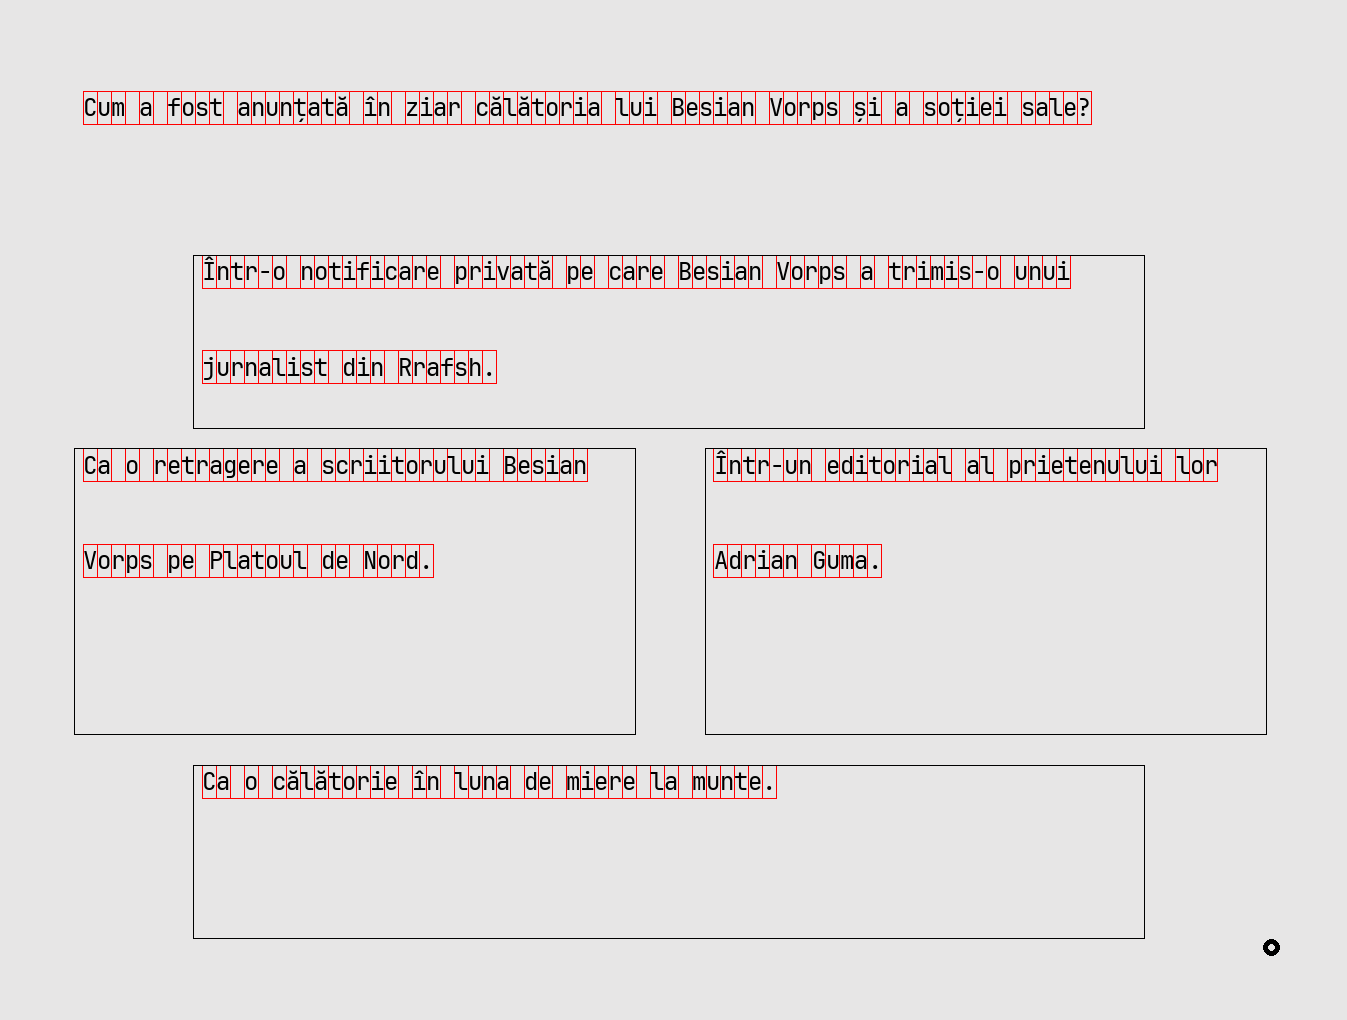 Cum a fost anunțată în ziar călătoria lui Besian Vorps și a soției sale?
Într-o notificare privată pe care Besian Vorps a trimis-o unui
jurnalist din Rrafsh.
Ca o retragere a scriitorului Besian
Vorps pe Platoul de Nord.
Într-un editorial al prietenului lor
Adrian Guma.
Ca o călătorie în luna de miere la munte.